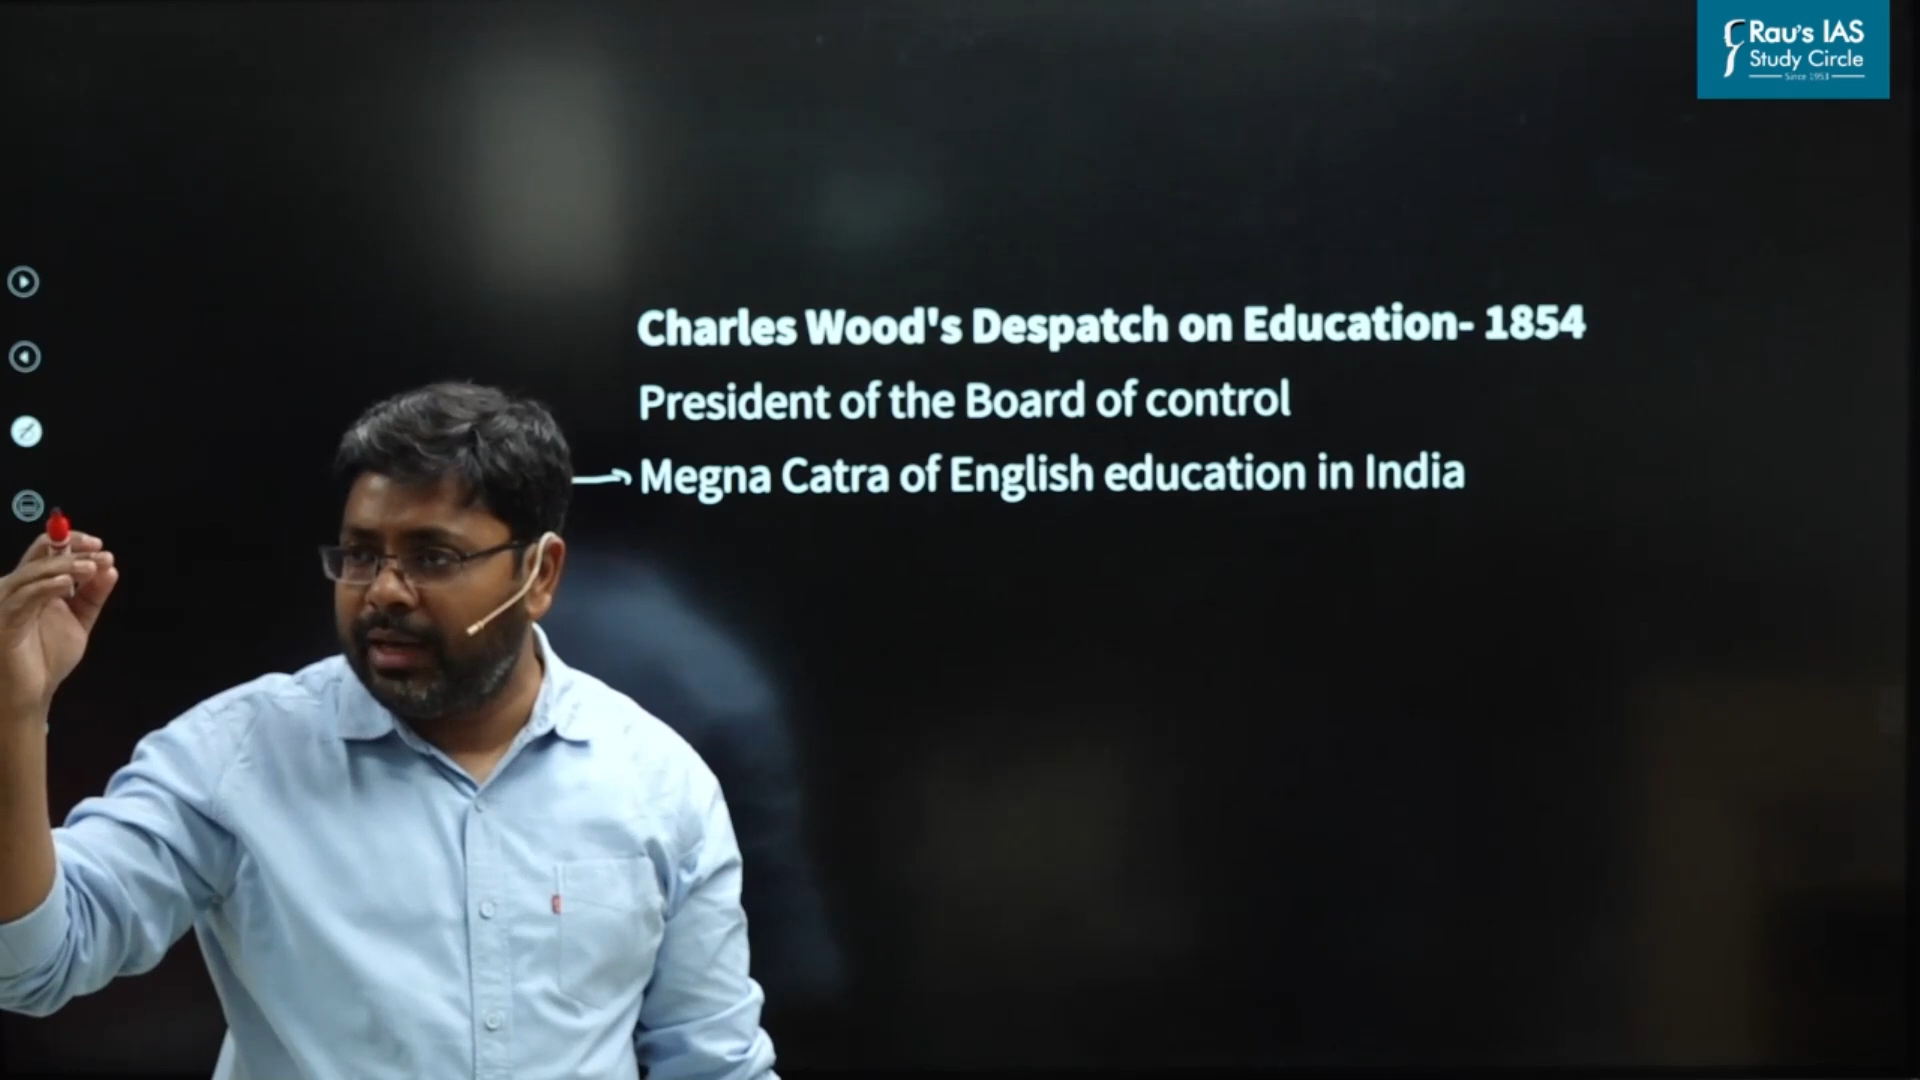 Rau's IAS
Study Circle
Since 1953
Charles Wood's Despatch on Education- 1854
President of the Board of control
Megna Catra of English education in India